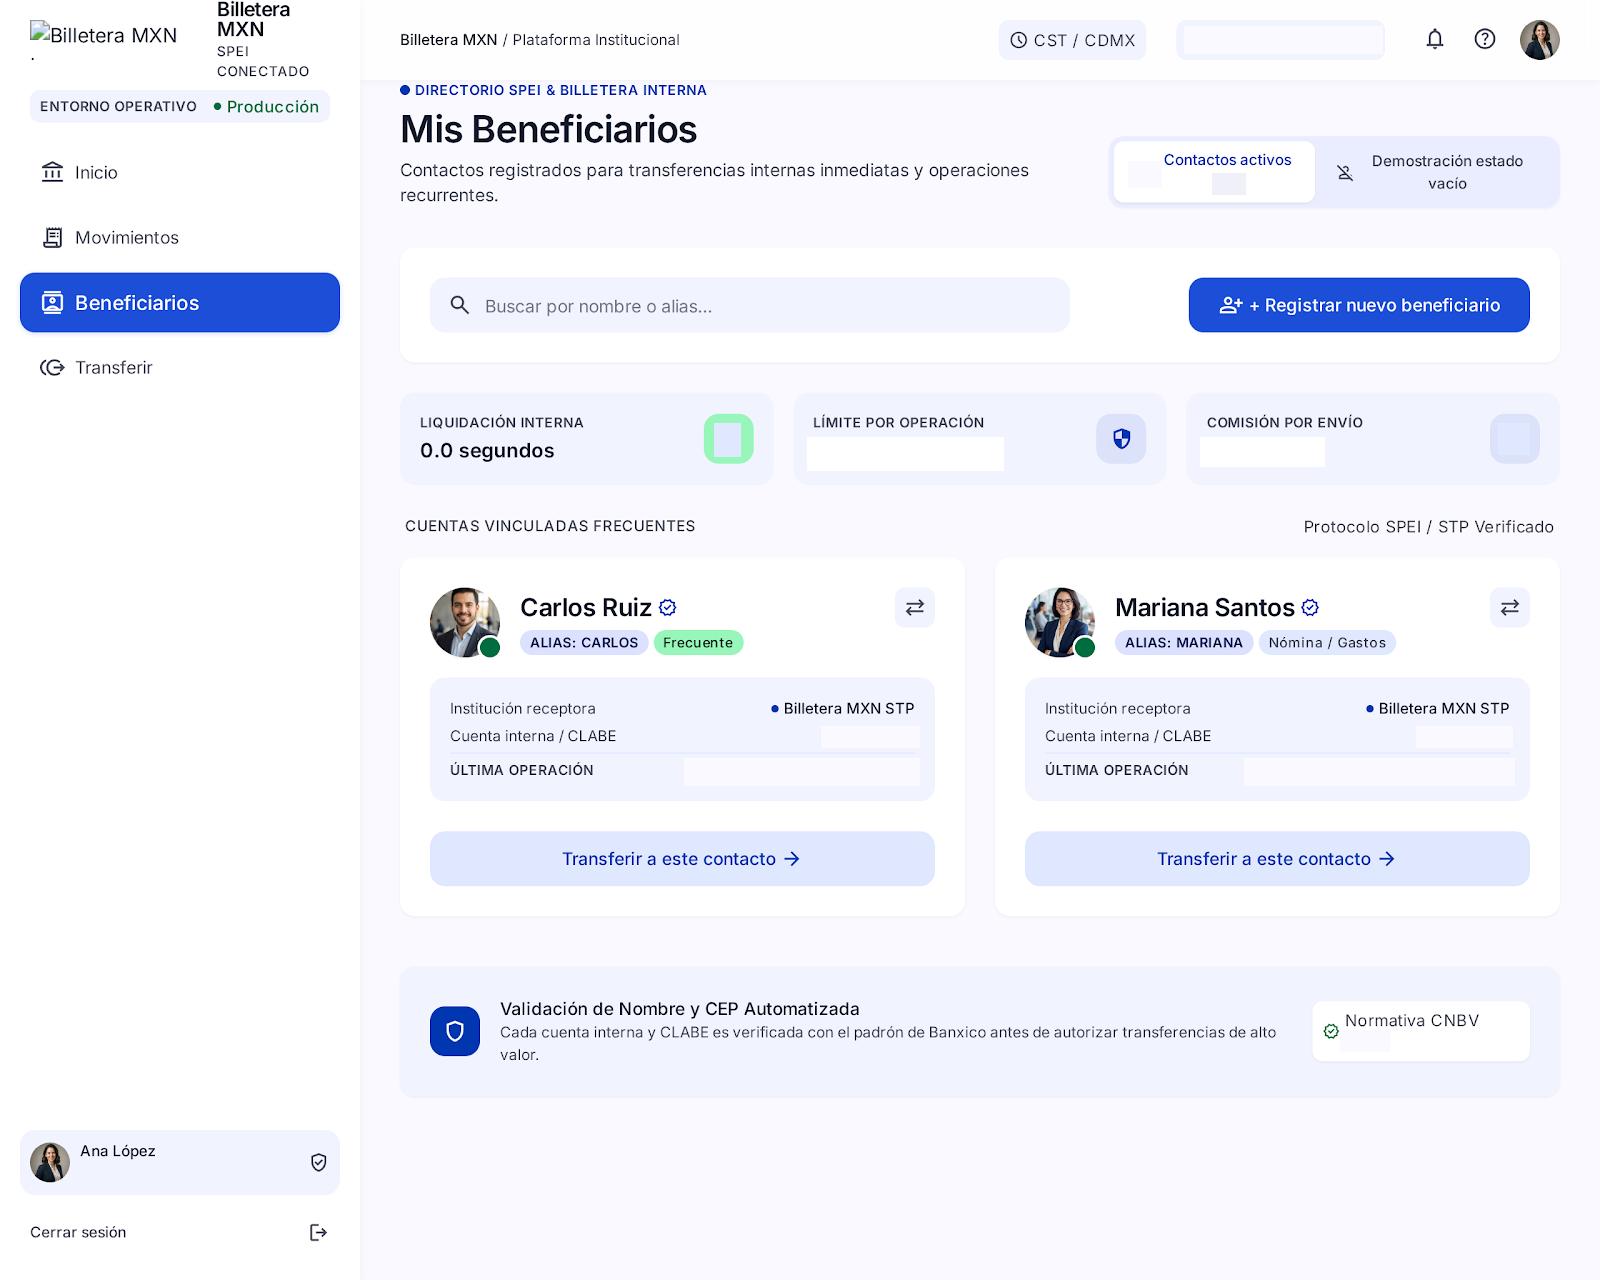 Billetera MXN
.
Billetera
MXN
SPEI
CONECTADO
ENTORNO OPERATIVO
Producción
Inicio
Movimientos
Beneficiarios
Transferir
Ana López
Cerrar sesión
Billetera MXN / Plataforma Institucional
CST / CDMX
DIRECTORIO SPEI & BILLETERA INTERNA
Mis Beneficiarios
Contactos registrados para transferencias internas inmediatas y operaciones
recurrentes.
Contactos activos
Demostración estado
vacío
Buscar por nombre o alias...
+ Registrar nuevo beneficiario
LIQUIDACIÓN INTERNA
0.0 segundos
LÍMITE POR OPERACIÓN
COMISIÓN POR ENVÍO
CUENTAS VINCULADAS FRECUENTES
Protocolo SPEI / STP Verificado
Carlos Ruiz
ALIAS: CARLOS
Frecuente
Institución receptora
Billetera MXN STP
Cuenta interna / CLABE
ÚLTIMA OPERACIÓN
Transferir a este contacto
Mariana Santos
ALIAS: MARIANA
Nómina / Gastos
Institución receptora
Billetera MXN STP
Cuenta interna / CLABE
ÚLTIMA OPERACIÓN
Transferir a este contacto
Validación de Nombre y CEP Automatizada
Cada cuenta interna y CLABE es verificada con el padrón de Banxico antes de autorizar transferencias de alto
valor.
Normativa CNBV